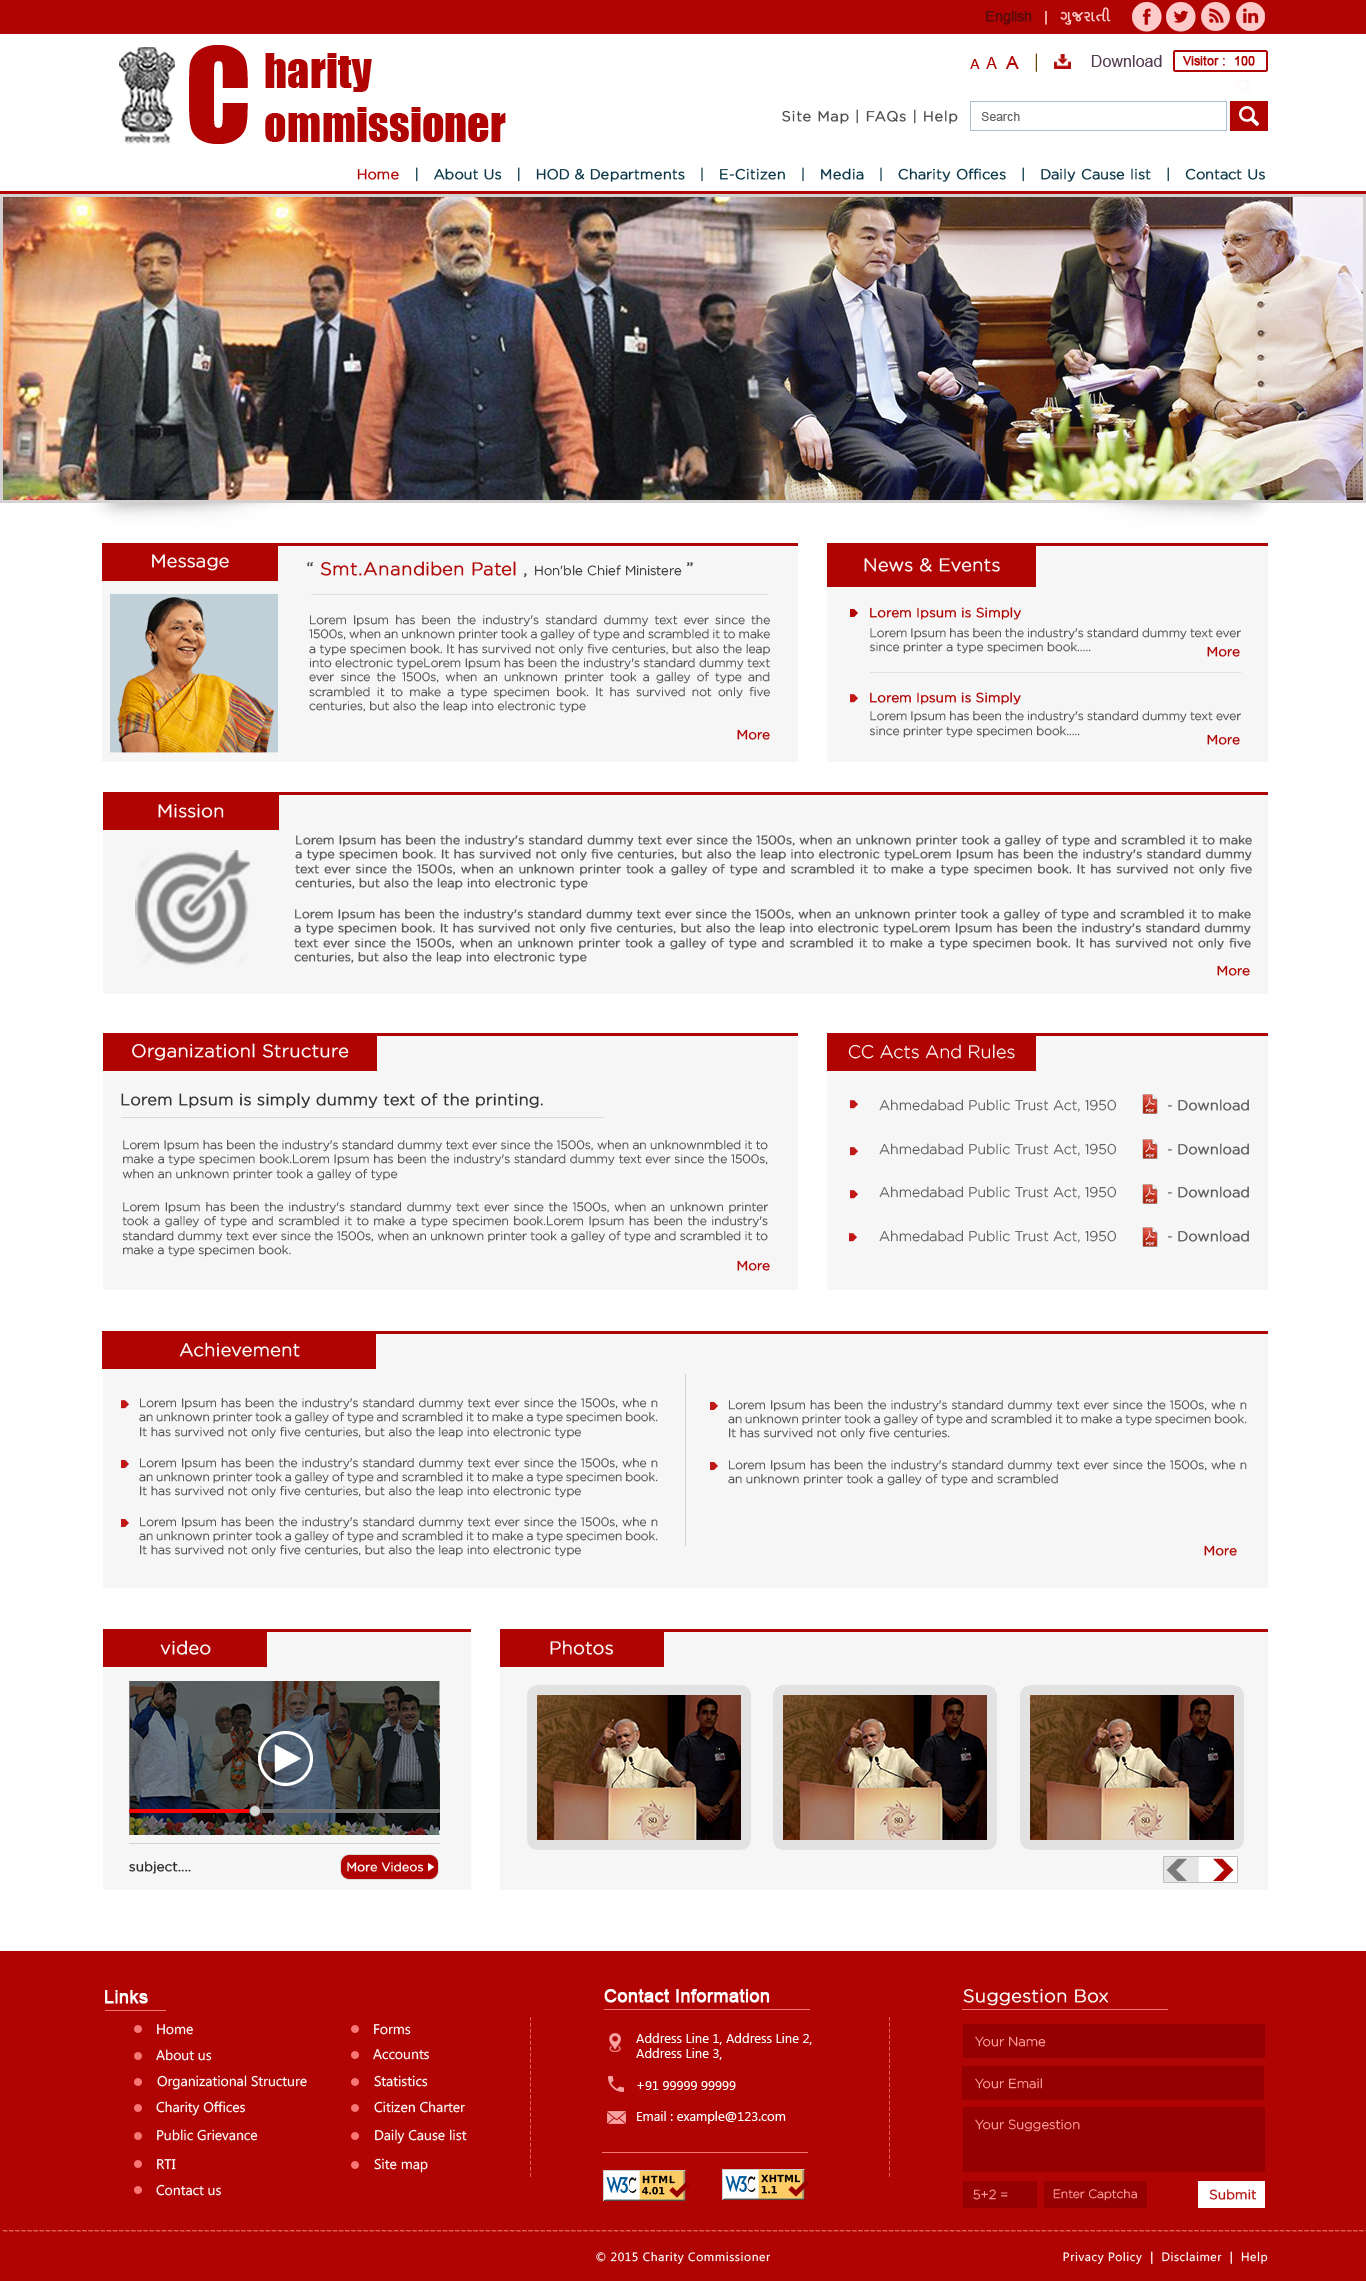 English | ગુજરાતી
Charity
Commissioner
सत्यमेव जयते
A A A | Download Visitor : 100
Site Map | FAQs | Help Search
Home | About Us | HOD & Departments | E-Citizen | Media | Charity Offices | Daily Cause list | Contact Us
Message
“ Smt.Anandiben Patel , Hon'ble Chief Ministere ”
Lorem Ipsum has been the industry's standard dummy text ever since the
1500s, when an unknown printer took a galley of type and scrambled it to make
a type specimen book. It has survived not only five centuries, but also the leap
into electronic typeLorem Ipsum has been the industry's standard dummy text
ever since the 1500s, when an unknown printer took a galley of type and
scrambled it to make a type specimen book. It has survived not only five
centuries, but also the leap into electronic type
More
News & Events
Lorem Ipsum is Simply
Lorem Ipsum has been the industry's standard dummy text ever
since printer a type specimen book.....
More
Lorem Ipsum is Simply
Lorem Ipsum has been the industry's standard dummy text ever
since printer type specimen book.....
More
Mission
Lorem Ipsum has been the industry's standard dummy text ever since the 1500s, when an unknown printer took a galley of type and scrambled it to make
a type specimen book. It has survived not only five centuries, but also the leap into electronic typeLorem Ipsum has been the industry's standard dummy
text ever since the 1500s, when an unknown printer took a galley of type and scrambled it to make a type specimen book. It has survived not only five
centuries, but also the leap into electronic type
Lorem Ipsum has been the industry's standard dummy text ever since the 1500s, when an unknown printer took a galley of type and scrambled it to make
a type specimen book. It has survived not only five centuries, but also the leap into electronic typeLorem Ipsum has been the industry's standard dummy
text ever since the 1500s, when an unknown printer took a galley of type and scrambled it to make a type specimen book. It has survived not only five
centuries, but also the leap into electronic type
More
Organizationl Structure
Lorem Lpsum is simply dummy text of the printing.
Lorem Ipsum has been the industry's standard dummy text ever since the 1500s, when an unknownmbled it to
make a type specimen book.Lorem Ipsum has been the industry's standard dummy text ever since the 1500s,
when an unknown printer took a galley of type
Lorem Ipsum has been the industry's standard dummy text ever since the 1500s, when an unknown printer
took a galley of type and scrambled it to make a type specimen book.Lorem Ipsum has been the industry's
standard dummy text ever since the 1500s, when an unknown printer took a galley of type and scrambled it to
make a type specimen book.
More
CC Acts And Rules
Ahmedabad Public Trust Act, 1950 PDF - Download
Ahmedabad Public Trust Act, 1950 PDF - Download
Ahmedabad Public Trust Act, 1950 PDF - Download
Ahmedabad Public Trust Act, 1950 PDF - Download
Achievement
Lorem Ipsum has been the industry's standard dummy text ever since the 1500s, whe n
an unknown printer took a galley of type and scrambled it to make a type specimen book.
It has survived not only five centuries, but also the leap into electronic type
Lorem Ipsum has been the industry's standard dummy text ever since the 1500s, whe n
an unknown printer took a galley of type and scrambled it to make a type specimen book.
It has survived not only five centuries, but also the leap into electronic type
Lorem Ipsum has been the industry's standard dummy text ever since the 1500s, whe n
an unknown printer took a galley of type and scrambled it to make a type specimen book.
It has survived not only five centuries, but also the leap into electronic type
Lorem Ipsum has been the industry's standard dummy text ever since the 1500s, whe n
an unknown printer took a galley of type and scrambled it to make a type specimen book.
It has survived not only five centuries.
Lorem Ipsum has been the industry's standard dummy text ever since the 1500s, whe n
an unknown printer took a galley of type and scrambled
More
video
subject....
More Videos
Photos
80
80
80
Links
Home
About us
Organizational Structure
Charity Offices
Public Grievance
RTI
Contact us
Forms
Accounts
Statistics
Citizen Charter
Daily Cause list
Site map
Contact Information
Address Line 1, Address Line 2,
Address Line 3,
+91 99999 99999
Email : example@123.com
W3C HTML 4.01
W3C XHTML 1.1
Suggestion Box
Your Name
Your Email
Your Suggestion
5+2 = Enter Captcha Submit
© 2015 Charity Commissioner
Privacy Policy | Disclaimer | Help